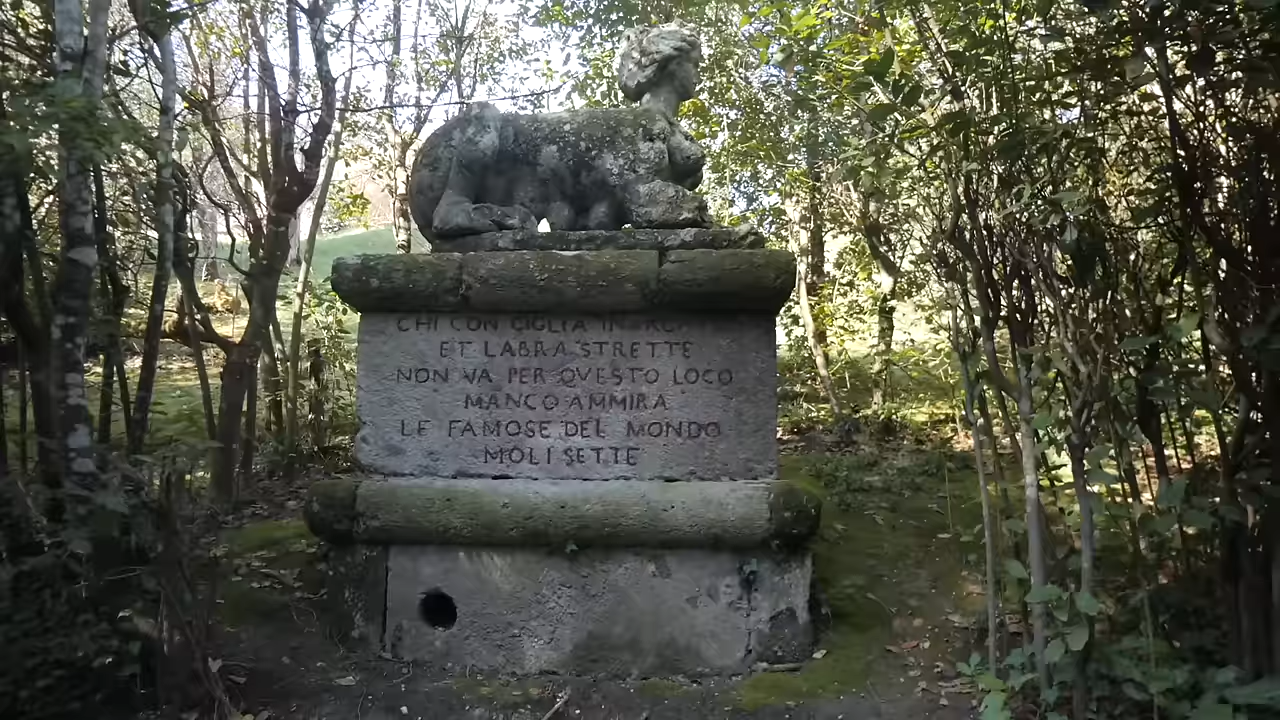 CHI CON CIGLIA INARCATE
ET LABRA STRETTE
NON VA PER QVESTO LOCO
MANCO AMMIRA
LE FAMOSE DEL MONDO
MOLI SETTE